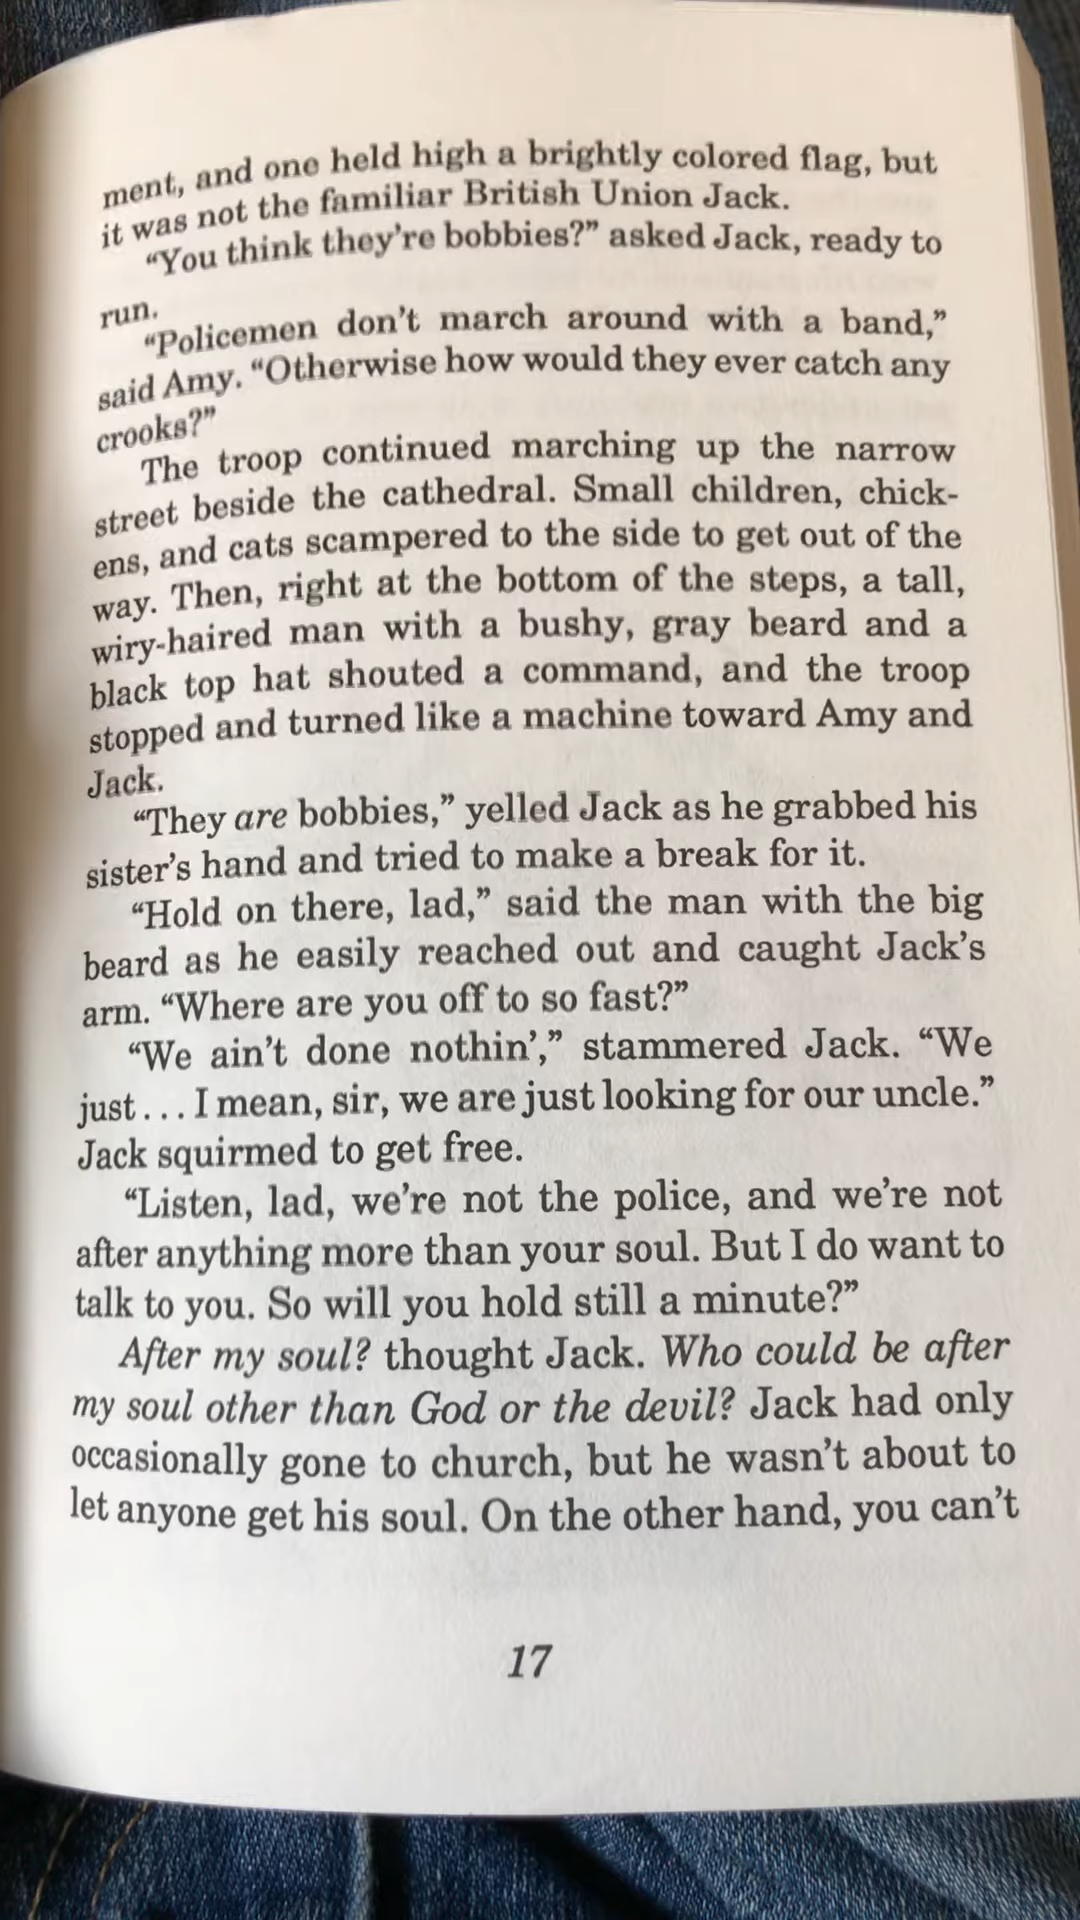 ment, and one held high a brightly colored flag, but
it was not the familiar British Union Jack.
“You think they’re bobbies?” asked Jack, ready to
run.
“Policemen don’t march around with a band,”
said Amy. “Otherwise how would they ever catch any
crooks?”
The troop continued marching up the narrow
street beside the cathedral. Small children, chick-
ens, and cats scampered to the side to get out of the
way. Then, right at the bottom of the steps, a tall,
wiry-haired man with a bushy, gray beard and a
black top hat shouted a command, and the troop
stopped and turned like a machine toward Amy and
Jack.
“They are bobbies,” yelled Jack as he grabbed his
sister’s hand and tried to make a break for it.
“Hold on there, lad,” said the man with the big
beard as he easily reached out and caught Jack’s
arm. “Where are you off to so fast?”
“We ain’t done nothin’,” stammered Jack. “We
just . . . I mean, sir, we are just looking for our uncle.”
Jack squirmed to get free.
“Listen, lad, we’re not the police, and we’re not
after anything more than your soul. But I do want to
talk to you. So will you hold still a minute?”
After my soul? thought Jack. Who could be after
my soul other than God or the devil? Jack had only
occasionally gone to church, but he wasn’t about to
let anyone get his soul. On the other hand, you can’t
17